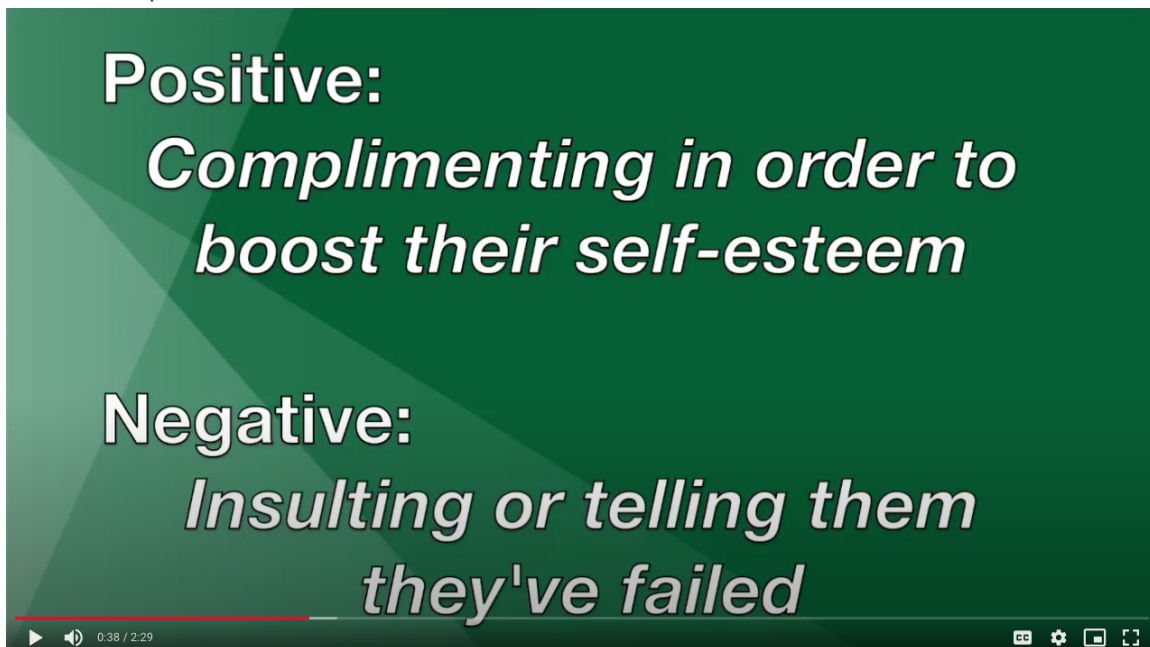 Positive:
Complimenting in order to
boost their self-esteem
Negative:
Insulting or telling them
they've failed
0:38 / 2:29
CC